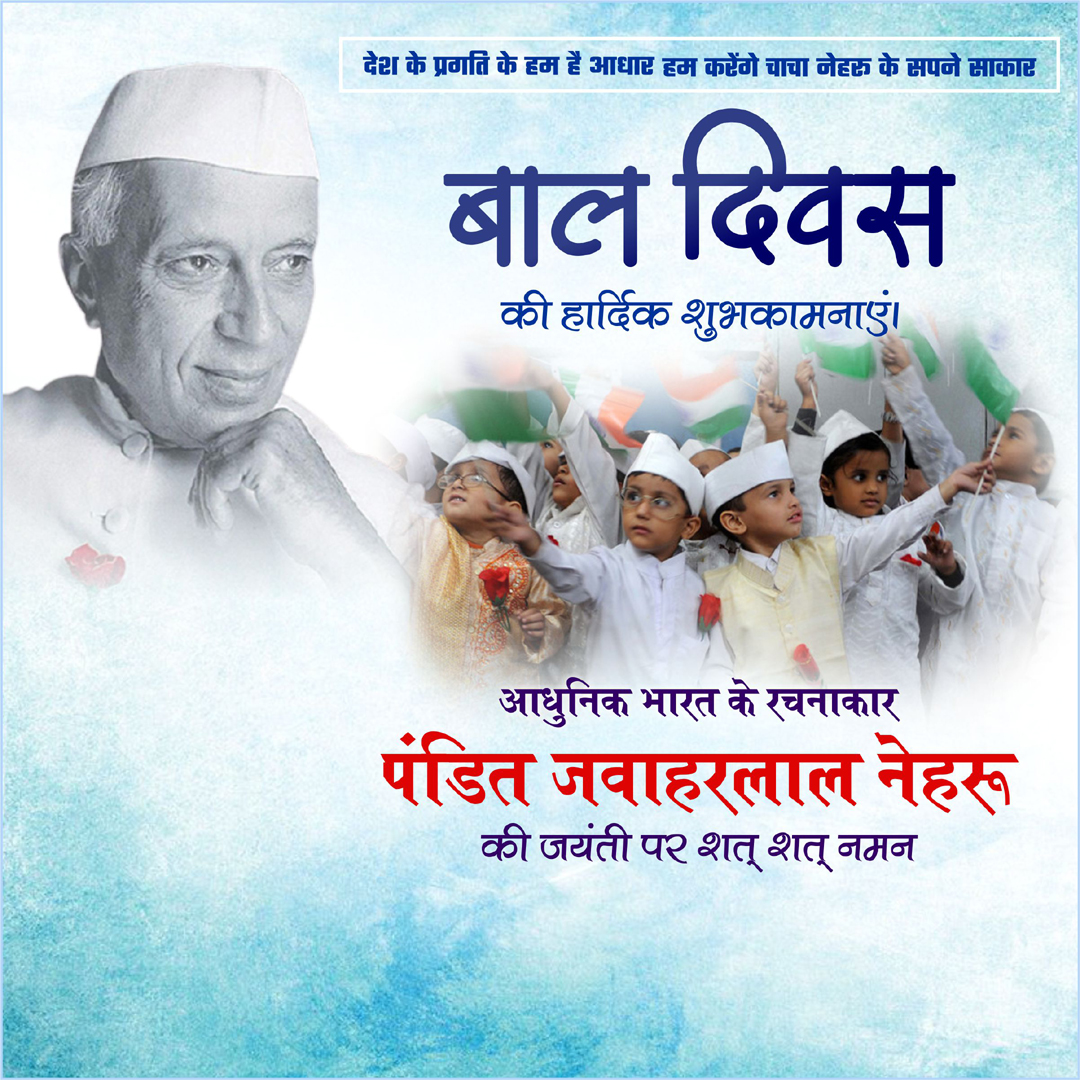 देश के प्रगति के हम है आधार हम करेंगे चाचा नेहरू के सपने साकार
बाल दिवस
की हार्दिक शुभकामनाएं।
आधुनिक भारत के रचनाकार
पंडित जवाहरलाल नेहरू
की जयंती पर शत् शत् नमन